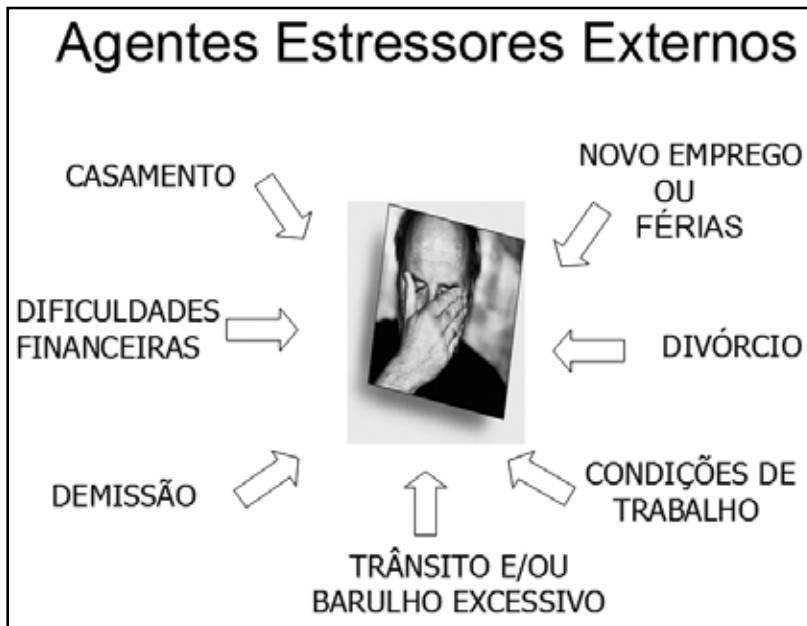 Agentes Estressores Externos
CASAMENTO
NOVO EMPREGO
OU
FÉRIAS
DIFICULDADES
FINANCEIRAS
DIVÓRCIO
DEMISSÃO
CONDIÇÕES DE
TRABALHO
TRÂNSITO E/OU
BARULHO EXCESSIVO